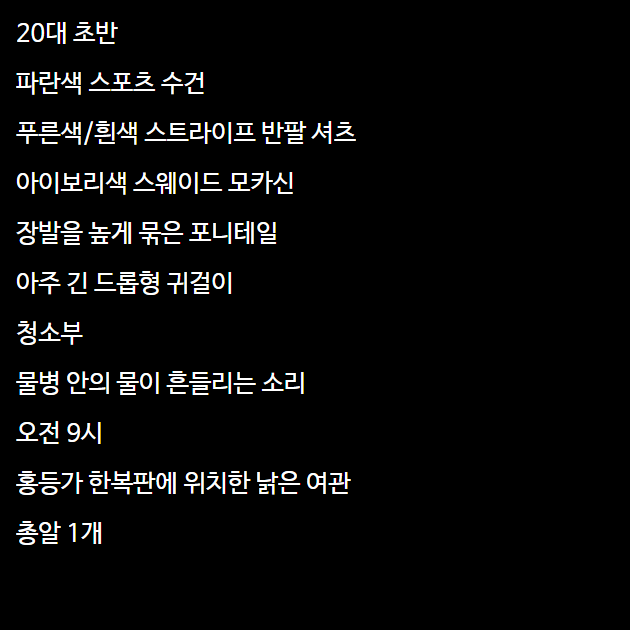 20대 초반
파란색 스포츠 수건
푸른색/흰색 스트라이프 반팔 셔츠
아이보리색 스웨이드 모카신
장발을 높게 묶은 포니테일
아주 긴 드롭형 귀걸이
청소부
물병 안의 물이 흔들리는 소리
오전 9시
홍등가 한복판에 위치한 낡은 여관
총알 1개